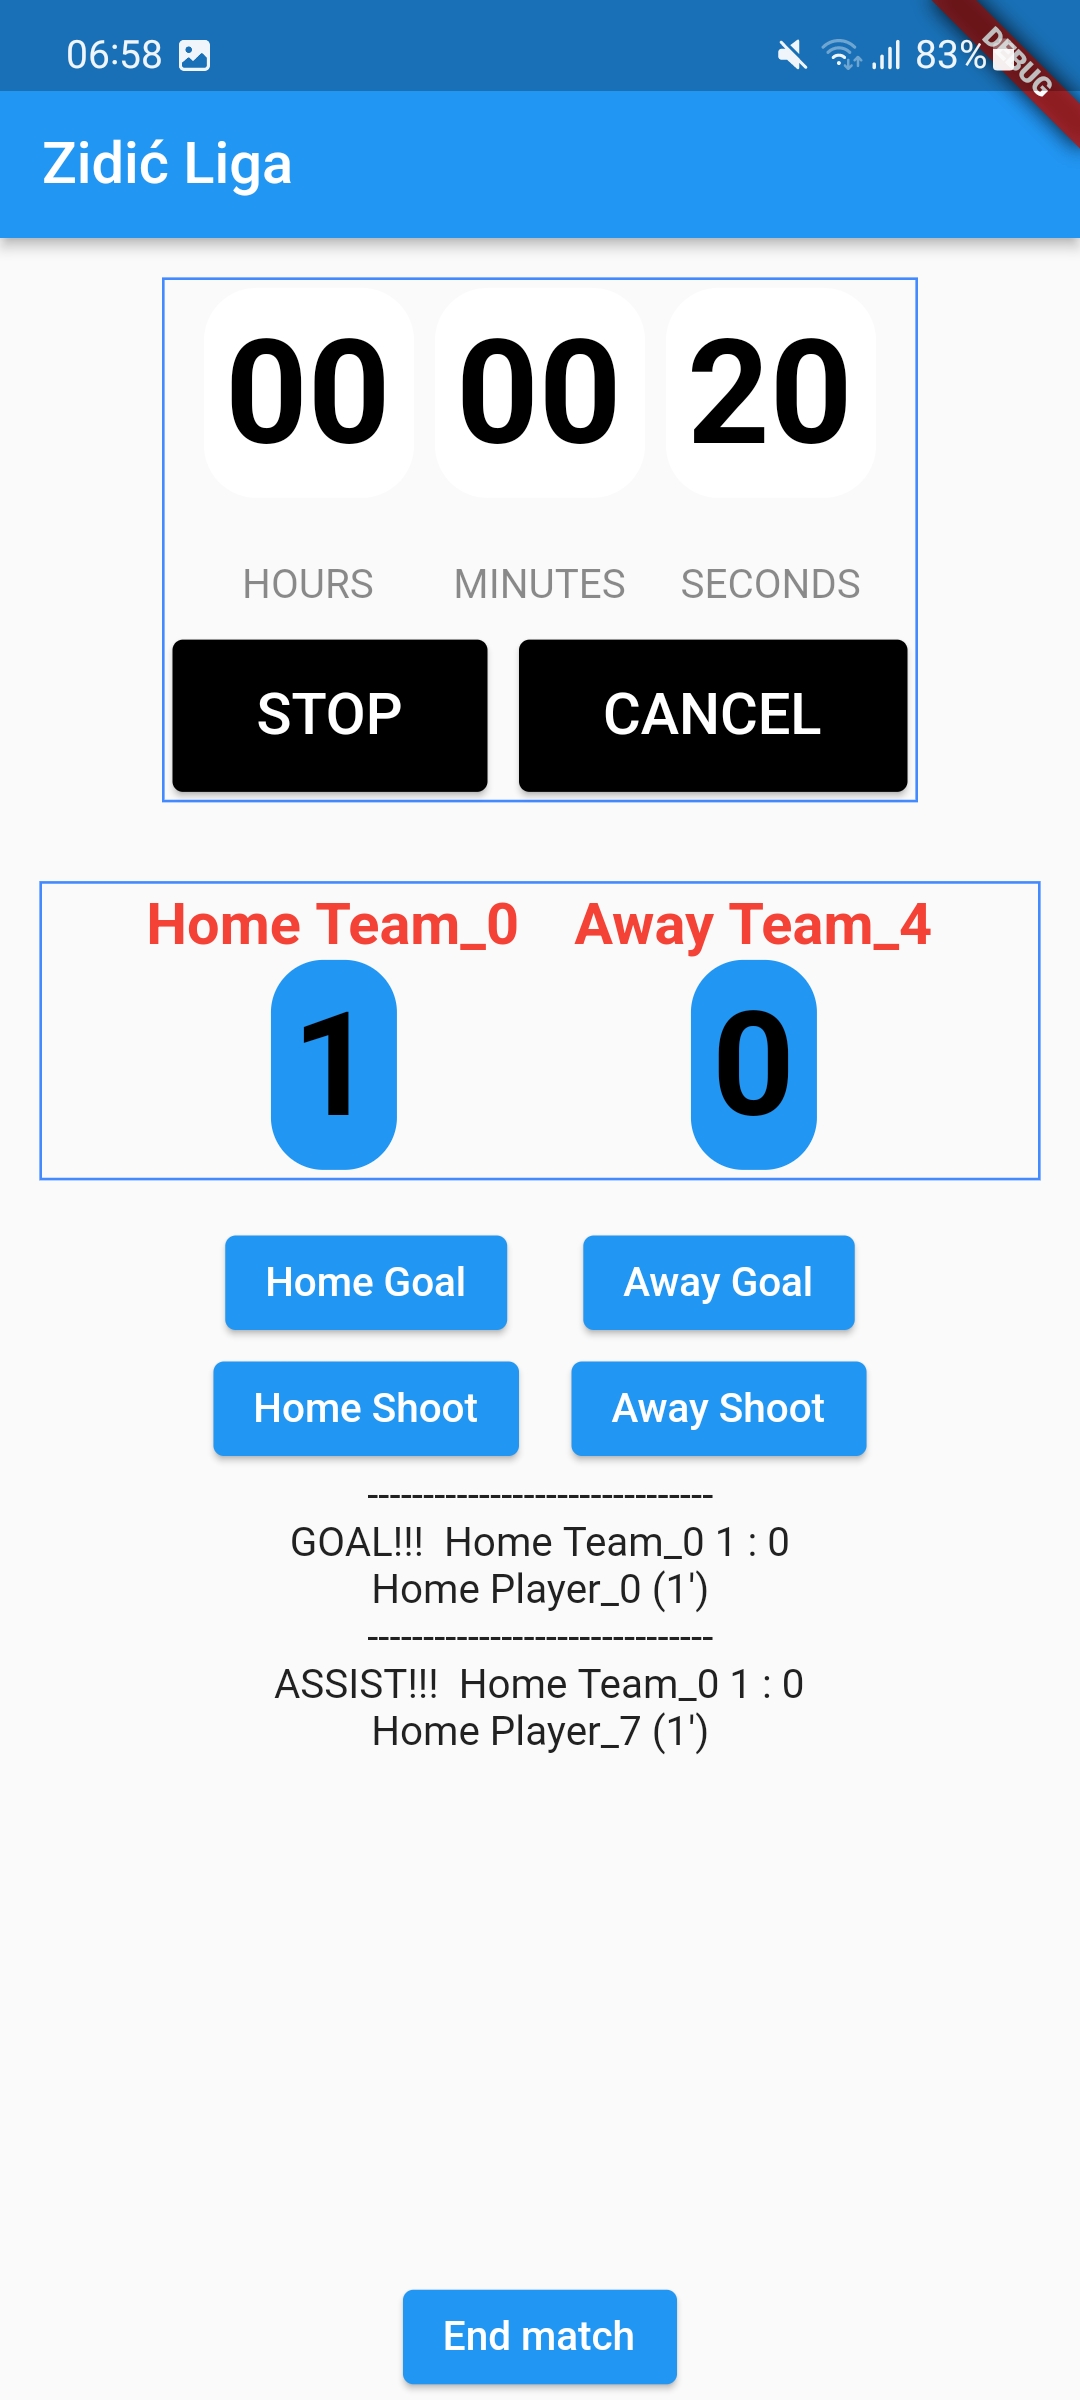 06:58 83%
DEBUG
Zidić Liga
00 00 20
HOURS MINUTES SECONDS
STOP CANCEL
Home Team_0 Away Team_4
1 0
Home Goal Away Goal
Home Shoot Away Shoot
-------------------------------
GOAL!!!  Home Team_0 1 : 0
Home Player_0 (1')
-------------------------------
ASSIST!!!  Home Team_0 1 : 0
Home Player_7 (1')
End match